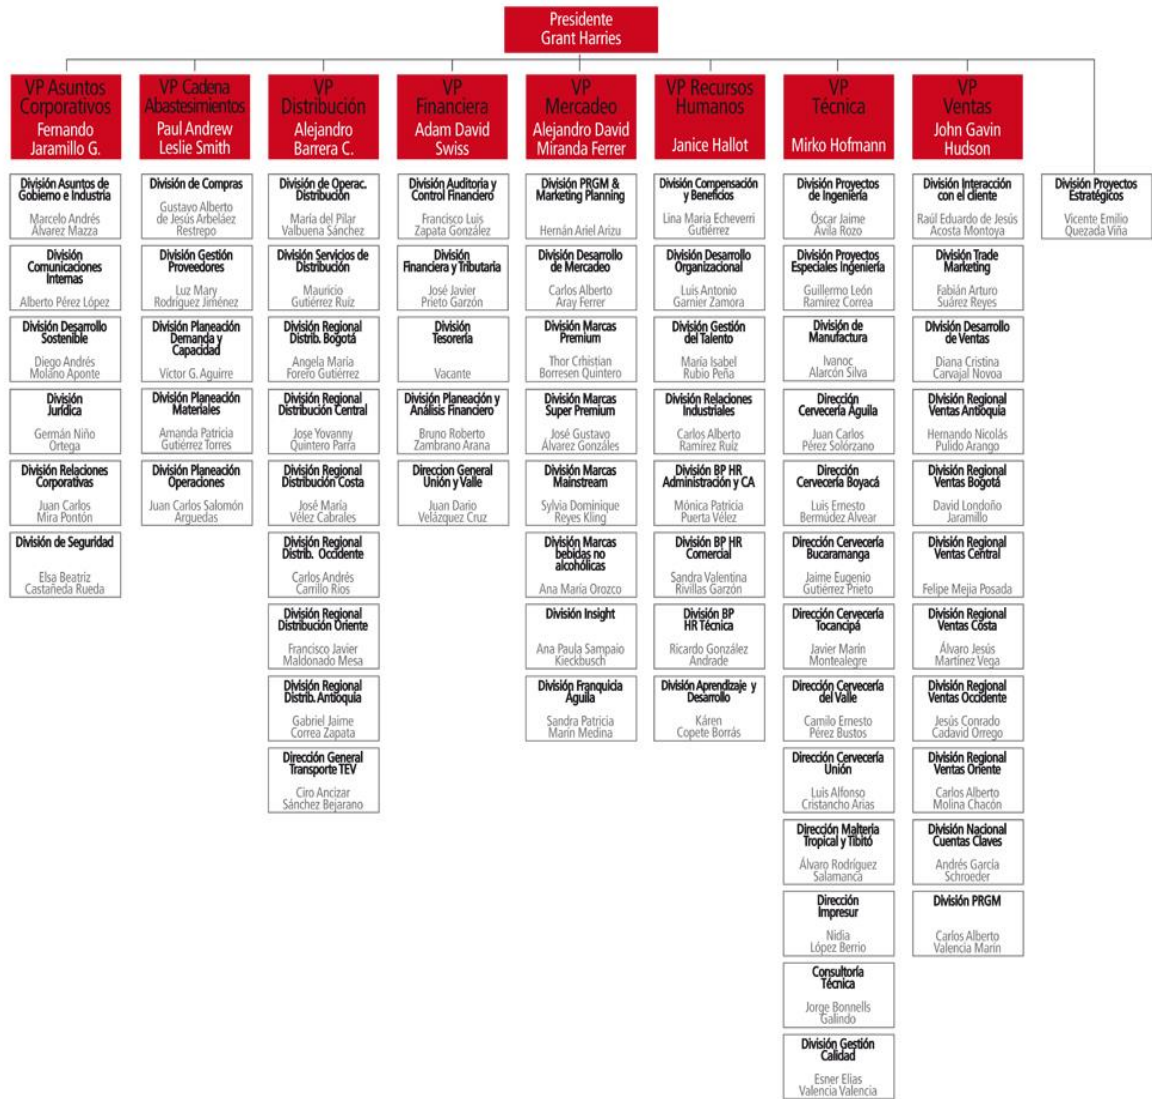 Presidente
Grant Harries
VP Asuntos
Corporativos
Fernando
Jaramillo G.
División Asuntos de
Gobierno e Industria
Marcelo Andrés
Álvarez Mazza
División
Comunicaciones
Internas
Alberto Pérez López
División Desarrollo
Sostenible
Diego Andrés
Molano Aponte
División
Jurídica
Germán Niño
Ortega
División Relaciones
Corporativas
Juan Carlos
Mira Pontón
División de Seguridad
Elsa Beatríz
Castañeda Rueda
VP Cadena
Abastesimientos
Paul Andrew
Leslie Smith
División de Compras
Gustavo Alberto
de Jesús Arbeláez
Restrepo
División Gestión
Proveedores
Luz Mary
Rodríguez Jiménez
División Planeación
Demanda y
Capacidad
Víctor G. Aguirre
División Planeación
Materiales
Amanda Patricia
Gutiérrez Torres
División Planeación
Operaciones
Juan Carlos Salomón
Arguedas
VP
Distribución
Alejandro
Barrera C.
División de Operac.
Distribución
María del Pilar
Valbuena Sánchez
División Servicios de
Distribución
Mauricio
Gutiérrez Ruíz
División Regional
Distrib. Bogotá
Angela María
Forero Gutiérrez
División Regional
Distribución Central
Jose Yovanny
Quintero Parra
División Regional
Distribución Costa
José María
Vélez Cabrales
División Regional
Distrib. Occidente
Carlos Andrés
Carrillo Rios
División Regional
Distribución Oriente
Francisco Javier
Maldonado Mesa
División Regional
Distrib. Antioquia
Gabriel Jaime
Correa Zapata
Dirección General
Transporte TEV
Ciro Ancizar
Sánchez Bejarano
VP
Financiera
Adam David
Swiss
División Auditoria y
Control Financiero
Francisco Luis
Zapata González
División
Financiera y Tributaria
José Javier
Prieto Garzón
División
Tesorería
Vacante
División Planeación y
Análisis Financiero
Bruno Roberto
Zambrano Arana
Direccion General
Unión y Valle
Juan Dario
Velázquez Cruz
VP
Mercadeo
Alejandro David
Miranda Ferrer
División PRGM &
Marketing Planning
Hernán Ariel Arizu
División Desarrollo
de Mercadeo
Carlos Alberto
Aray Ferrer
División Marcas
Premium
Thor Crhistian
Borresen Quintero
División Marcas
Super Premium
José Gustavo
Álvarez Gonzáles
División Marcas
Mainstream
Sylvia Dominique
Reyes Kling
División Marcas
bebidas no
alcohólicas
Ana María Orozco
División Insight
Ana Paula Sampaio
Kieckbusch
División Franquicia
Águila
Sandra Patricia
Marín Medina
VP Recursos
Humanos
Janice Hallot
División Compensación
y Beneficios
Lina Maria Echeverri
Gutiérrez
División Desarrollo
Organizacional
Luis Antonio
Garnier Zamora
División Gestión
del Talento
María Isabel
Rubio Peña
División Relaciones
Industriales
Carlos Alberto
Ramírez Ruíz
División BP HR
Administración y CA
Mónica Patricia
Puerta Vélez
División BP HR
Comercial
Sandra Valentina
Rivillas Garzón
División BP
HR Técnica
Ricardo González
Andrade
División Aprendizaje y
Desarrollo
Káren
Copete Borrás
VP
Técnica
Mirko Hofmann
División Proyectos
de Ingeniería
Óscar Jaime
Ávila Rozo
División Proyectos
Especiales Ingeniería
Guillermo León
Ramírez Correa
División de
Manufactura
Ivanoc
Alarcón Silva
Dirección
Cervecería Águila
Juan Carlos
Pérez Solórzano
Dirección
Cervecería Boyacá
Luis Ernesto
Bermúdez Alvear
Dirección Cervecería
Bucaramanga
Jaime Eugenio
Gutiérrez Prieto
Dirección Cervecería
Tocancipá
Javier Marín
Montealegre
Dirección Cervecería
del Valle
Camilo Ernesto
Pérez Bustos
Dirección Cervecería
Unión
Luis Alfonso
Cristancho Arias
Dirección Malteria
Tropical y Tibitó
Álvaro Rodríguez
Salamanca
Dirección
Impresur
Nidia
López Berrio
Consultoría
Técnica
Jorge Bonnells
Galindo
División Gestión
Calidad
Esner Elias
Valencia Valencia
VP
Ventas
John Gavin
Hudson
División Interacción
con el cliente
Raúl Eduardo de Jesús
Acosta Montoya
División Trade
Marketing
Fabián Arturo
Suárez Reyes
División Desarrollo
de Ventas
Diana Cristina
Carvajal Novoa
División Regional
Ventas Antioquia
Hernando Nicolás
Pulido Arango
División Regional
Ventas Bogotá
David Londoño
Jaramillo
División Regional
Ventas Central
Felipe Mejia Posada
División Regional
Ventas Costa
Álvaro Jesús
Martínez Vega
División Regional
Ventas Occidente
Jesús Conrado
Cadavid Orrego
División Regional
Ventas Oriente
Carlos Alberto
Molina Chacón
División Nacional
Cuentas Claves
Andrés García
Schroeder
División PRGM
Carlos Alberto
Valencia Marín
División Proyectos
Estratégicos
Vicente Emilio
Quezada Viña